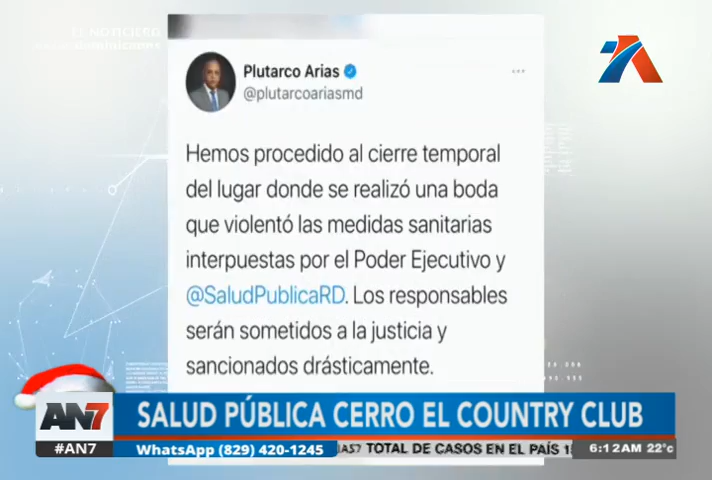 EL NOTICIERO
Plutarco Arias
@plutarcoariasmd
Hemos procedido al cierre temporal
del lugar donde se realizó una boda
que violentó las medidas sanitarias
interpuestas por el Poder Ejecutivo y
@SaludPublicaRD. Los responsables
serán sometidos a la justicia y
sancionados drásticamente.
AN7
SALUD PÚBLICA CERRO EL COUNTRY CLUB
#AN7
WhatsApp (829) 420-1245
TOTAL DE CASOS EN EL PAÍS
6:12AM 22°c